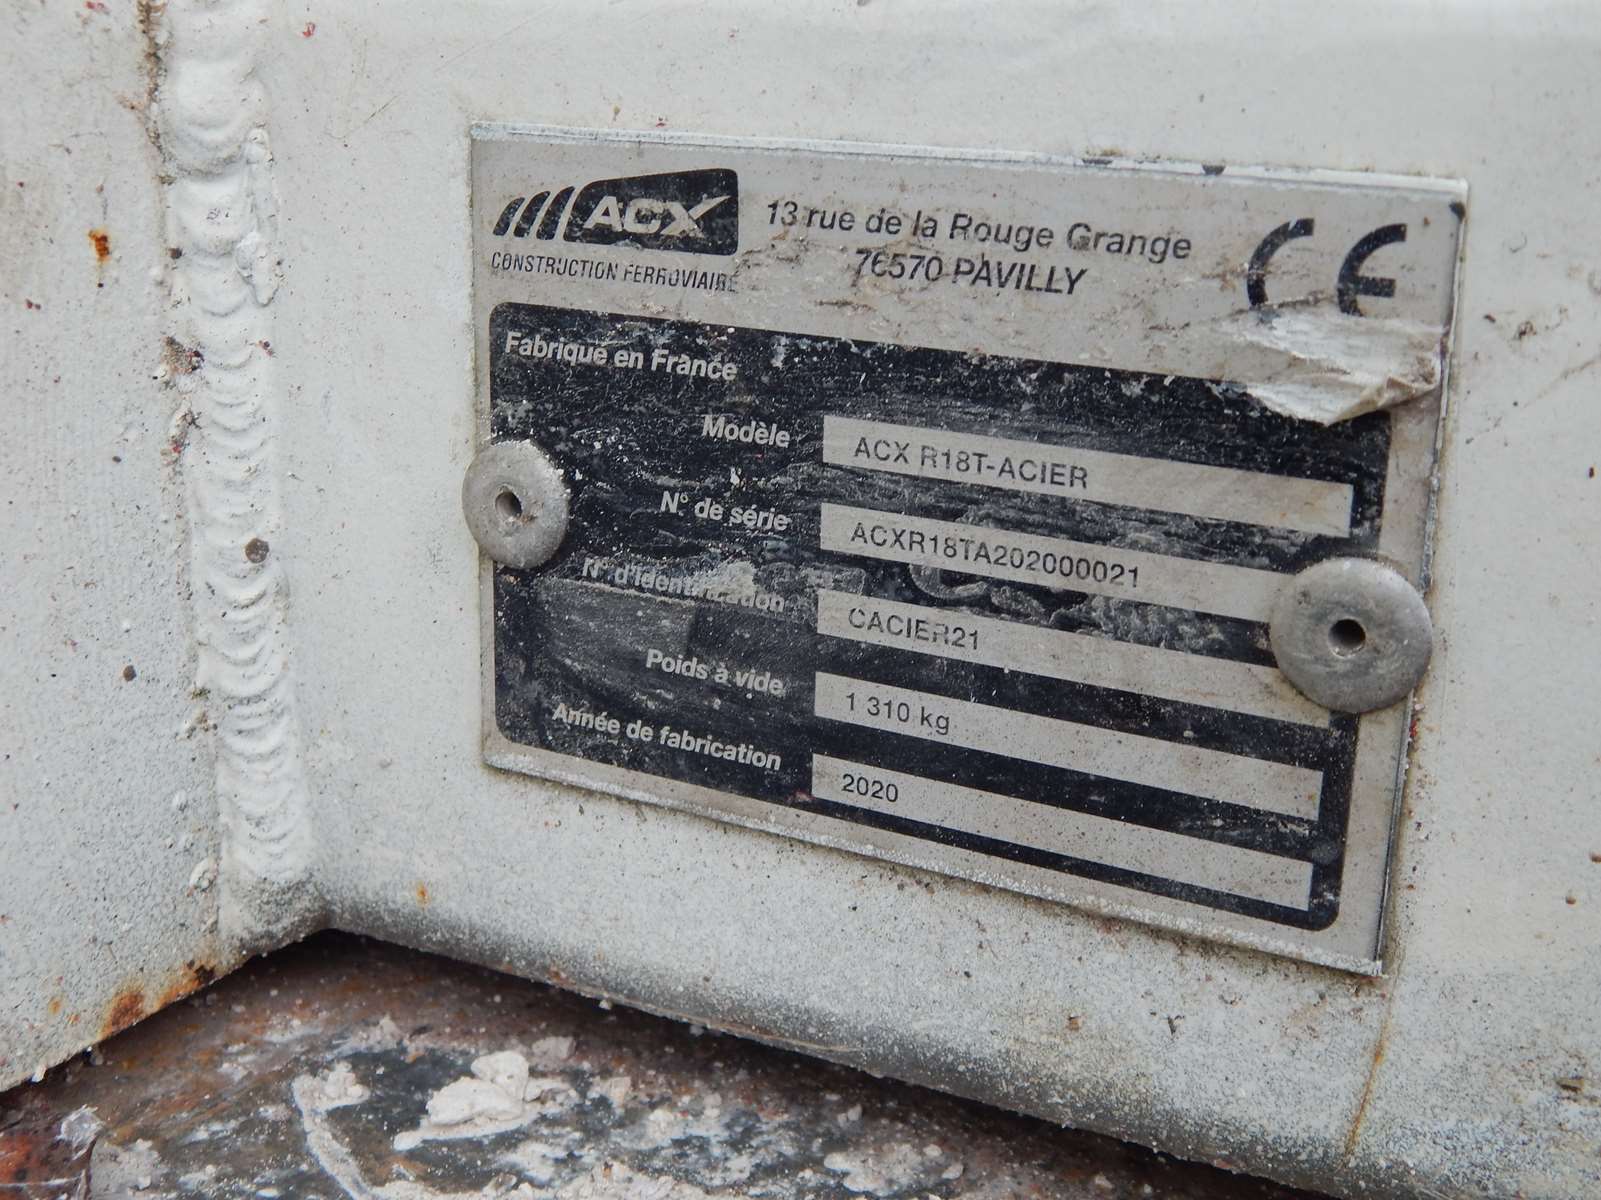 ACX
CONSTRUCTION FERROVIAIRE
13 rue de la Rouge Grange
76570 PAVILLY
CE
Fabriqué en France
Modèle ACX R18T-ACIER
N° de série ACXR18TA202000021
N° d'identification CACIER21
Poids à vide 1 310 kg
Année de fabrication 2020